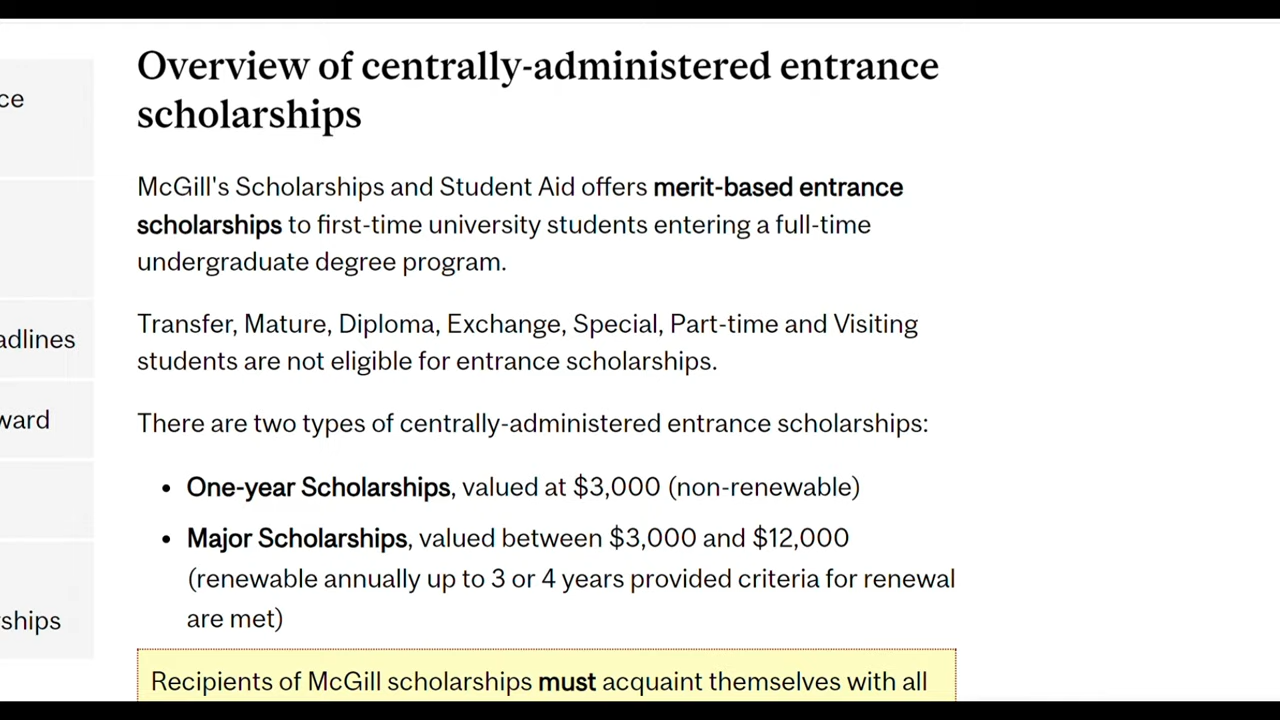 Overview of centrally-administered entrance
scholarships
ce
McGill's Scholarships and Student Aid offers merit-based entrance
scholarships to first-time university students entering a full-time
undergraduate degree program.
Transfer, Mature, Diploma, Exchange, Special, Part-time and Visiting
adlines
students are not eligible for entrance scholarships.
ward
There are two types of centrally-administered entrance scholarships:
• One-year Scholarships, valued at $3,000 (non-renewable)
• Major Scholarships, valued between $3,000 and $12,000
(renewable annually up to 3 or 4 years provided criteria for renewal
are met)
rships
Recipients of McGill scholarships must acquaint themselves with all